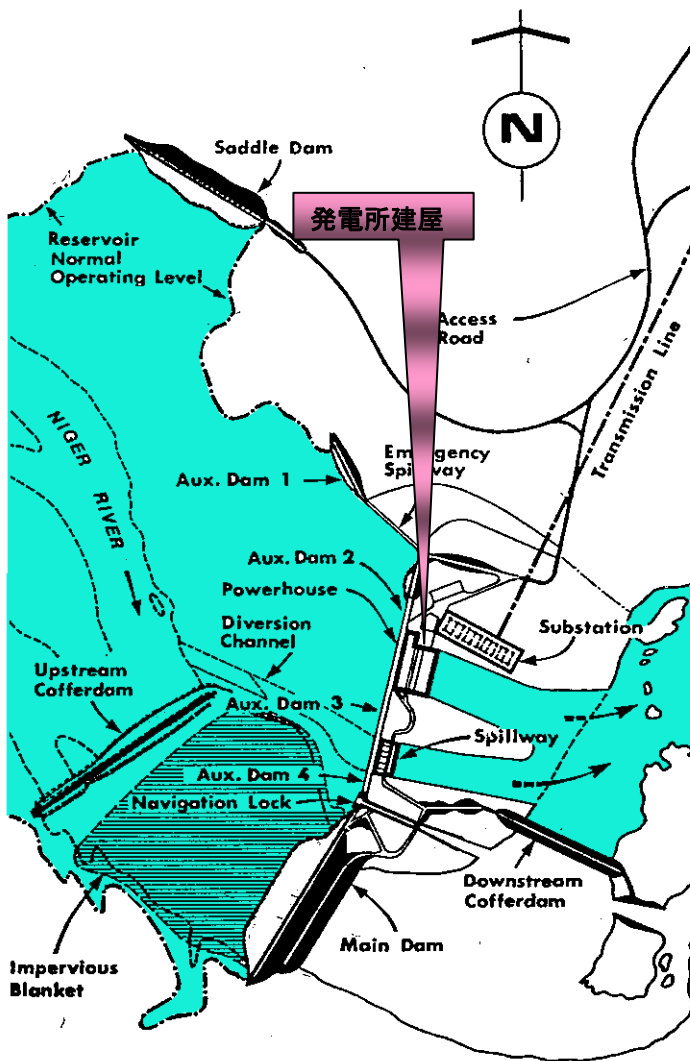 N
Saddle Dam
発電所建屋
Reservoir
Normal
Operating Level
Access
Road
Transmission Line
NIGER
RIVER
Emergency
Spillway
Aux. Dam 1
Aux. Dam 2
Powerhouse
Diversion
Channel
Substation
Upstream
Cofferdam
Aux. Dam 3
Spillway
Aux. Dam 4
Navigation Lock
Downstream
Cofferdam
Main Dam
Impervious
Blanket